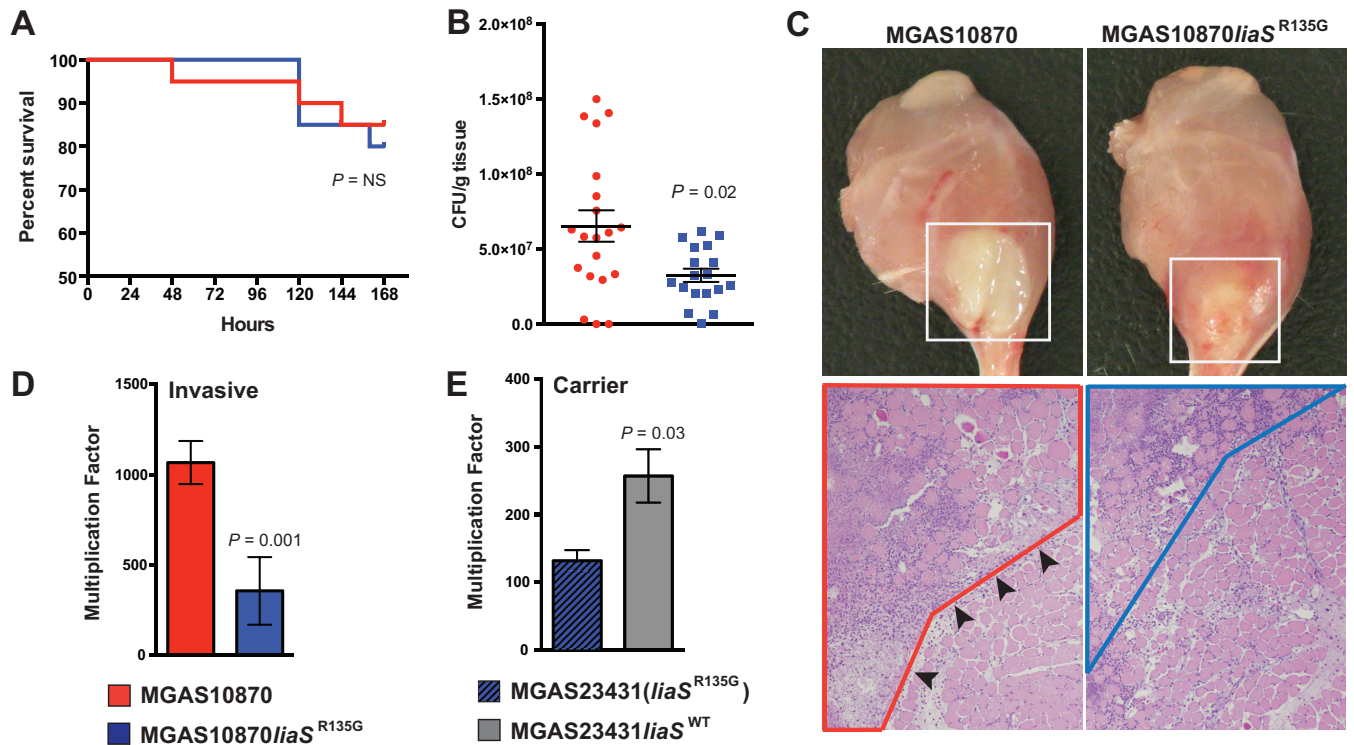 A
Percent survival
100
90
80
70
60
50
0 24 48 72 96 120 144 168
Hours
P = NS
B
CFU/g tissue
2.0×10⁸
1.5×10⁸
1.0×10⁸
5.0×10⁷
0.0
P = 0.02
C
MGAS10870
MGAS10870liaS^R135G
D
Invasive
Multiplication Factor
1500
1000
500
0
P = 0.001
MGAS10870
MGAS10870liaS^R135G
E
Carrier
Multiplication Factor
400
300
200
100
0
P = 0.03
MGAS23431(liaS^R135G)
MGAS23431liaS^WT